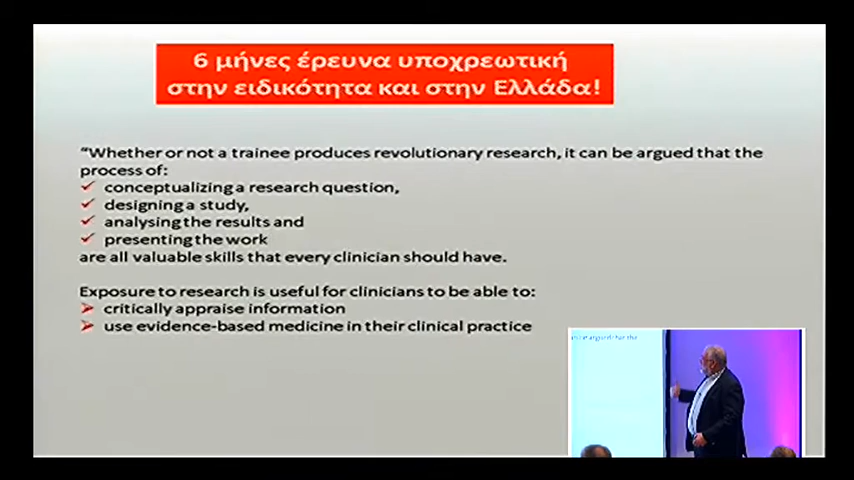 6 μήνες έρευνα υποχρεωτική
στην ειδικότητα και στην Ελλάδα!
"Whether or not a trainee produces revolutionary research, it can be argued that the
process of:
conceptualizing a research question,
designing a study,
analysing the results and
presenting the work
are all valuable skills that every clinician should have.
Exposure to research is useful for clinicians to be able to:
critically appraise information
use evidence-based medicine in their clinical practice
argued that the